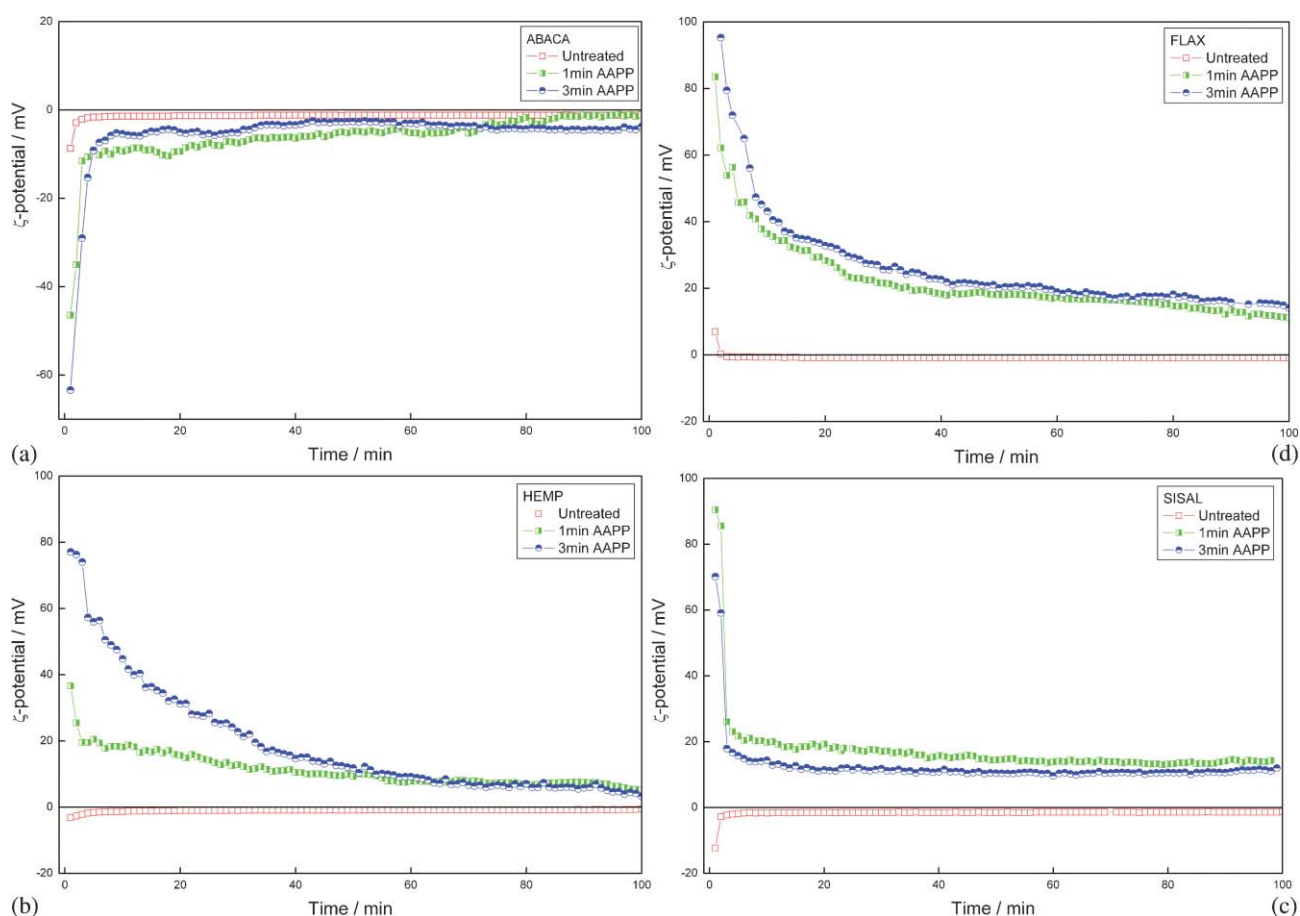 20
0
-20
-40
-60
ζ-potential / mV
ABACA
Untreated
1min AAPP
3min AAPP
0
20
40
60
80
100
Time / min
(a)
100
80
60
40
20
0
-20
ζ-potential / mV
FLAX
Untreated
1min AAPP
3min AAPP
0
20
40
60
80
100
Time / min
(d)
100
80
60
40
20
0
-20
ζ-potential / mV
HEMP
Untreated
1min AAPP
3min AAPP
0
20
40
60
80
100
Time / min
(b)
100
80
60
40
20
0
-20
ζ-potential / mV
SISAL
Untreated
1min AAPP
3min AAPP
0
20
40
60
80
100
Time / min
(c)